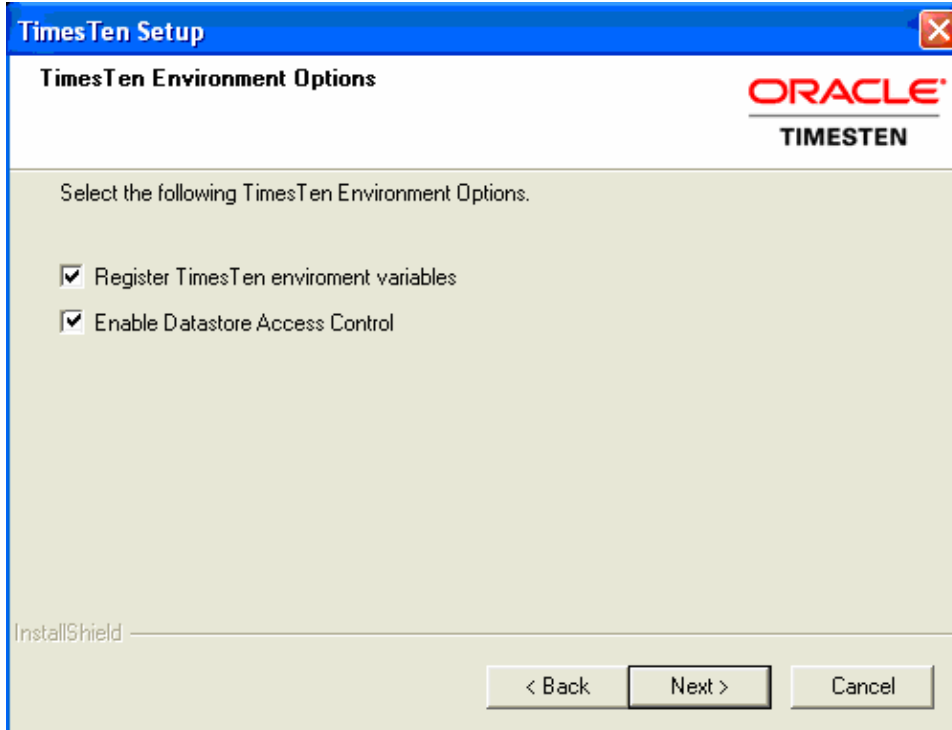 TimesTen Setup
TimesTen Environment Options
ORACLE
TIMESTEN
Select the following TimesTen Environment Options.
Register TimesTen enviroment variables
Enable Datastore Access Control
InstallShield
< Back Next > Cancel